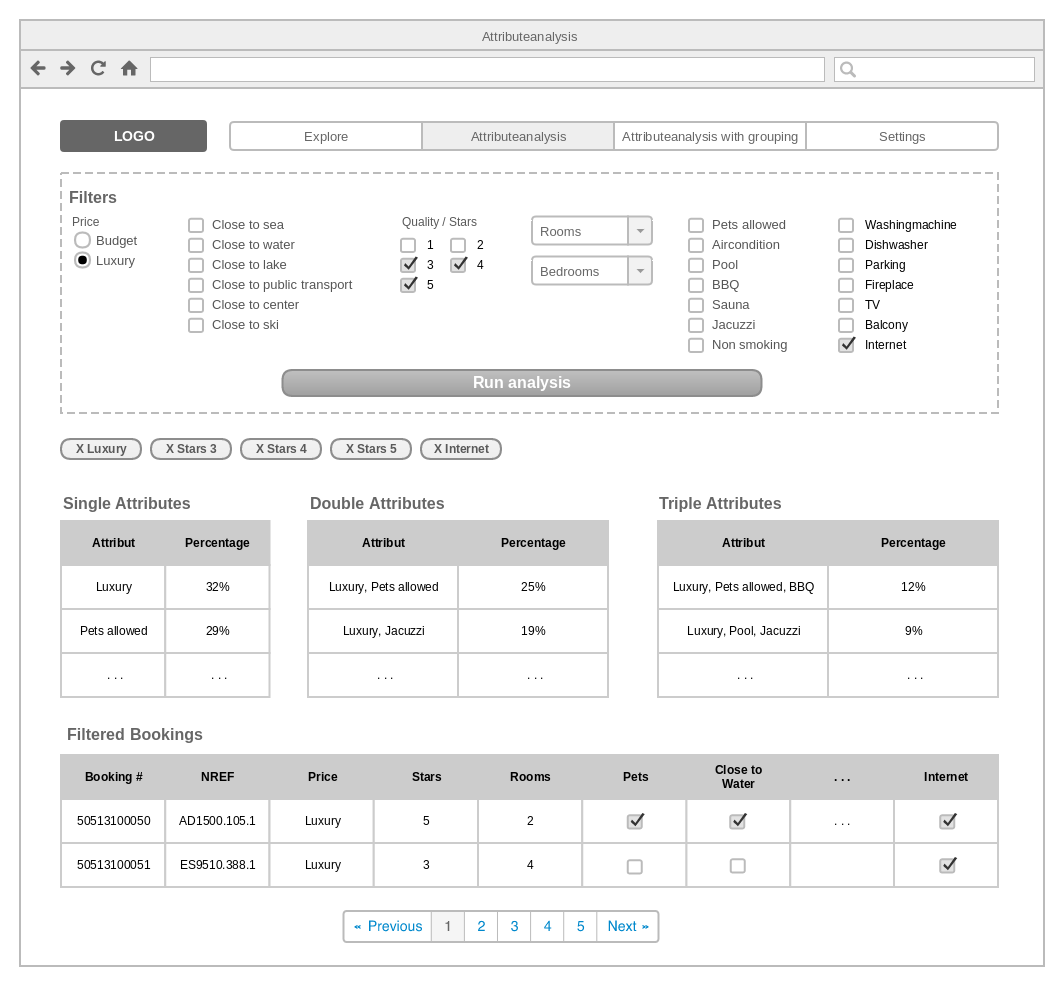 Attributeanalysis
LOGO
Explore
Attributeanalysis
Attributeanalysis with grouping
Settings
Filters
Price
Budget
Luxury
Close to sea
Close to water
Close to lake
Close to public transport
Close to center
Close to ski
Quality / Stars
1 2
3 4
5
Rooms
Bedrooms
Pets allowed
Aircondition
Pool
BBQ
Sauna
Jacuzzi
Non smoking
Washingmachine
Dishwasher
Parking
Fireplace
TV
Balcony
Internet
Run analysis
X Luxury X Stars 3 X Stars 4 X Stars 5 X Internet
Single Attributes
Attribut Percentage
Luxury 32%
Pets allowed 29%
. . . . . .
Double Attributes
Attribut Percentage
Luxury, Pets allowed 25%
Luxury, Jacuzzi 19%
. . . . . .
Triple Attributes
Attribut Percentage
Luxury, Pets allowed, BBQ 12%
Luxury, Pool, Jacuzzi 9%
. . . . . .
Filtered Bookings
Booking # NREF Price Stars Rooms Pets Close to Water . . . Internet
50513100050 AD1500.105.1 Luxury 5 2 . . .
50513100051 ES9510.388.1 Luxury 3 4
« Previous 1 2 3 4 5 Next »